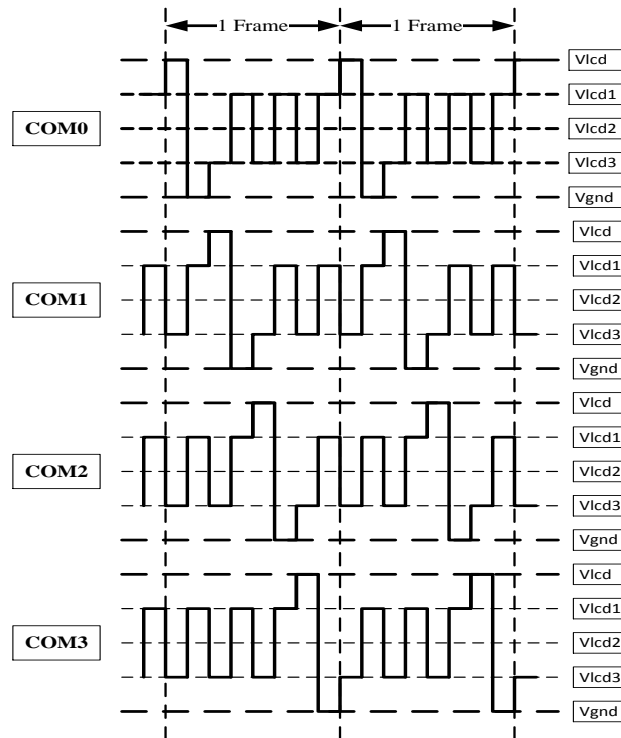 1 Frame 1 Frame
Vlcd
Vlcd1
COM0
Vlcd2
Vlcd3
Vgnd
Vlcd
Vlcd1
COM1
Vlcd2
Vlcd3
Vgnd
Vlcd
Vlcd1
COM2
Vlcd2
Vlcd3
Vgnd
Vlcd
Vlcd1
COM3
Vlcd2
Vlcd3
Vgnd